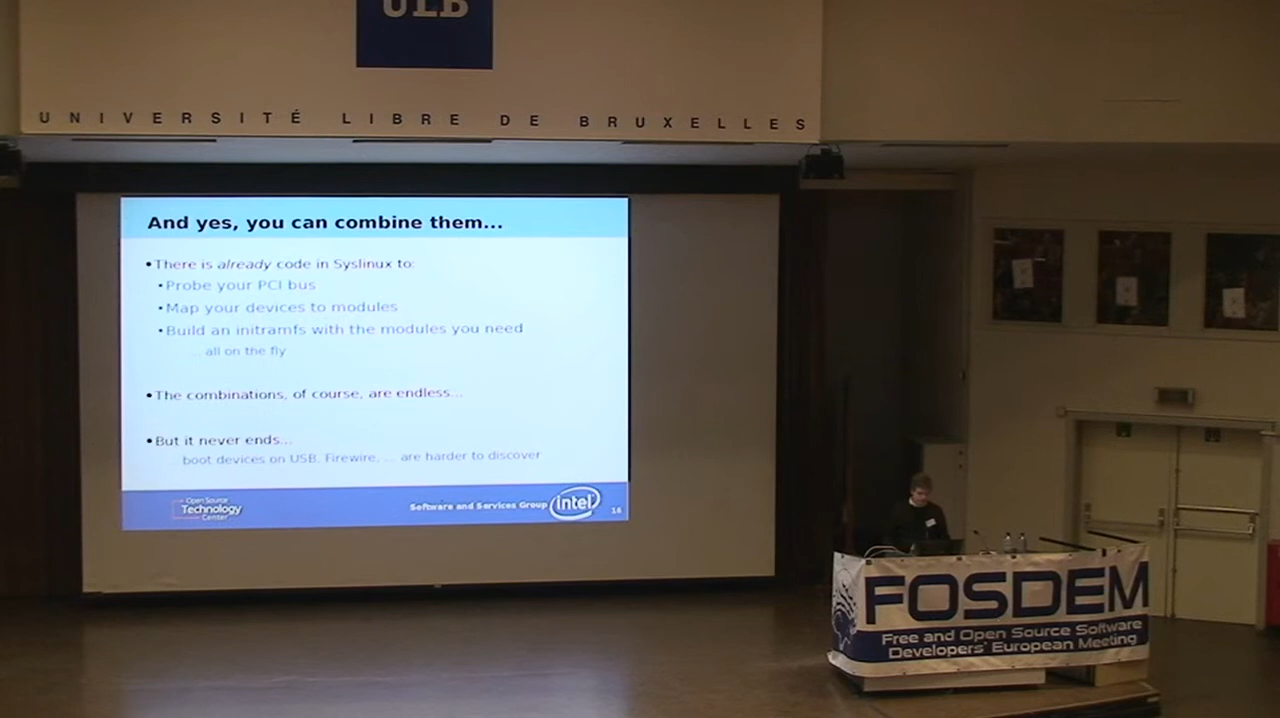 ULB
UNIVERSITÉ LIBRE DE BRUXELLES
And yes, you can combine them...
•There is already code in Syslinux to:
•Probe your PCI bus
•Map your devices to modules
•Build an initramfs with the modules you need
... all on the fly
•The combinations, of course, are endless...
•But it never ends...
... boot devices on USB, Firewire, ... are harder to discover
Open Source
Technology
Center
Software and Services Group
intel
16
FOSDEM
Free and Open Source Software
Developers' European Meeting